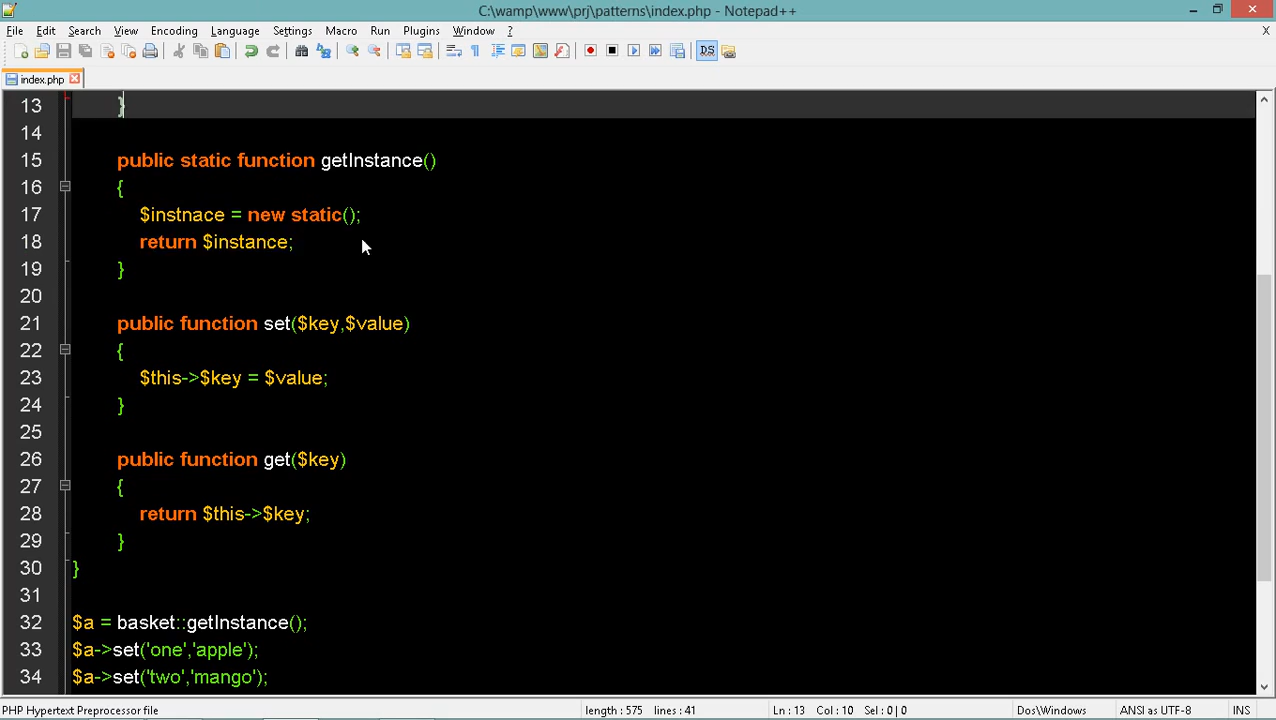 C:\wamp\www\prj\patterns\index.php - Notepad++
File Edit Search View Encoding Language Settings Macro Run Plugins Window ? X
DS
index.php
13 }
14
15 public static function getInstance()
16 {
17 $instnace = new static();
18 return $instance;
19 }
20
21 public function set($key,$value)
22 {
23 $this->$key = $value;
24 }
25
26 public function get($key)
27 {
28 return $this->$key;
29 }
30 }
31
32 $a = basket::getInstance();
33 $a->set('one','apple');
34 $a->set('two','mango');
PHP Hypertext Preprocessor file length : 575 lines : 41 Ln : 13 Col : 10 Sel : 0 | 0 Dos\Windows ANSI as UTF-8 INS